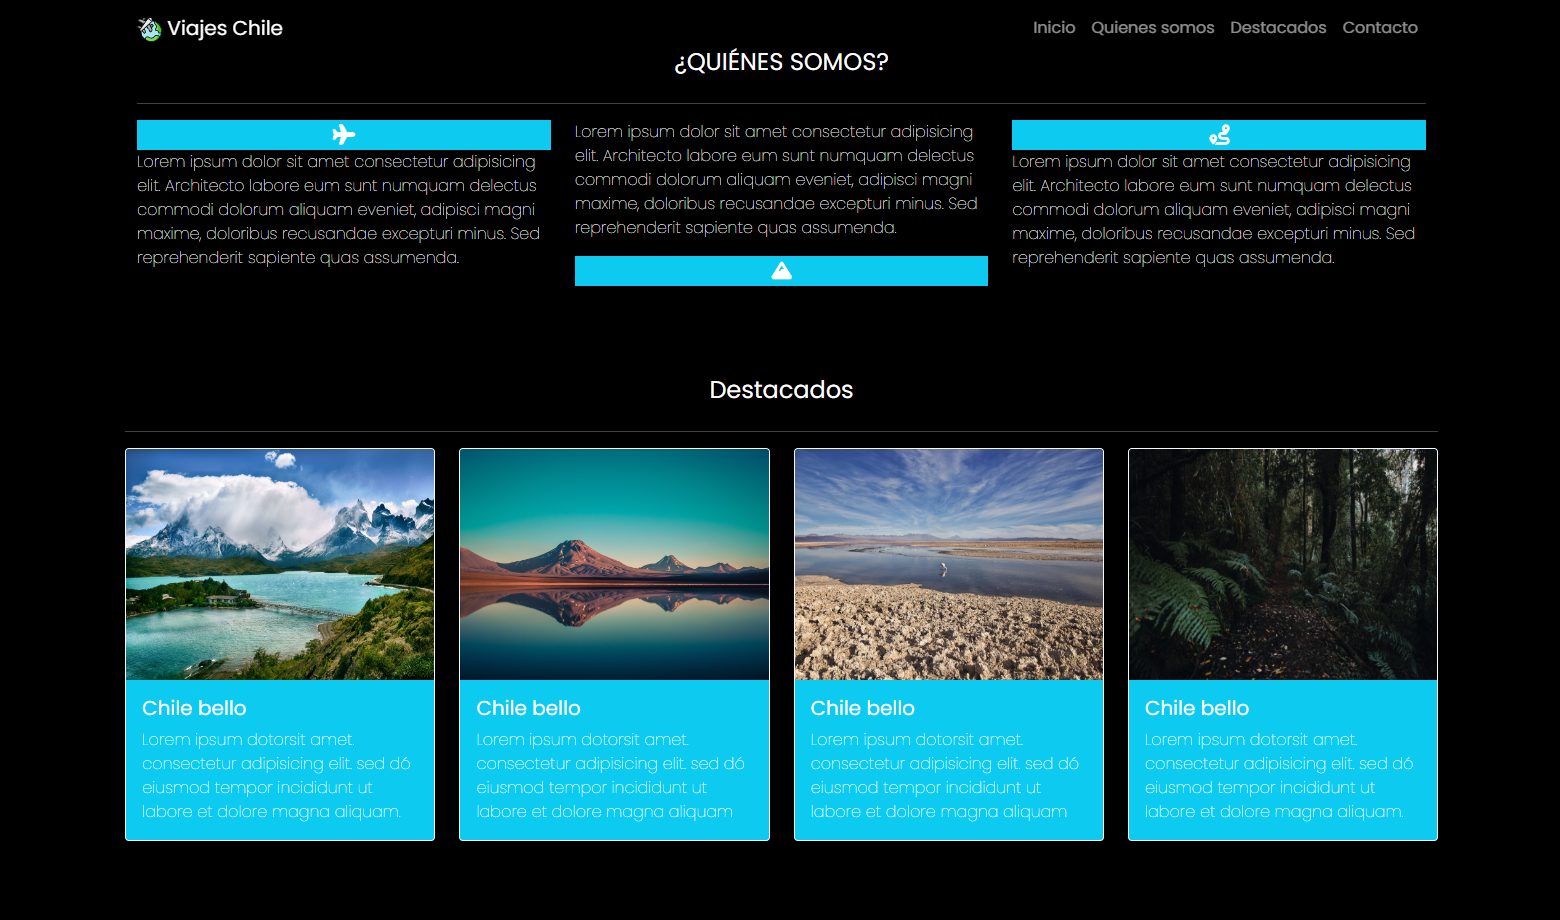 Viajes Chile
Inicio Quienes somos Destacados Contacto
¿QUIÉNES SOMOS?
Lorem ipsum dolor sit amet consectetur adipisicing
elit. Architecto labore eum sunt numquam delectus
commodi dolorum aliquam eveniet, adipisci magni
maxime, doloribus recusandae excepturi minus. Sed
reprehenderit sapiente quas assumenda.
Lorem ipsum dolor sit amet consectetur adipisicing
elit. Architecto labore eum sunt numquam delectus
commodi dolorum aliquam eveniet, adipisci magni
maxime, doloribus recusandae excepturi minus. Sed
reprehenderit sapiente quas assumenda.
Lorem ipsum dolor sit amet consectetur adipisicing
elit. Architecto labore eum sunt numquam delectus
commodi dolorum aliquam eveniet, adipisci magni
maxime, doloribus recusandae excepturi minus. Sed
reprehenderit sapiente quas assumenda.
Destacados
Chile bello
Lorem ipsum dotorsit amet.
consectetur adipisicing elit. sed dó
eiusmod tempor incididunt ut
labore et dolore magna aliquam.
Chile bello
Lorem ipsum dotorsit amet.
consectetur adipisicing elit. sed dó
eiusmod tempor incididunt ut
labore et dolore magna aliquam
Chile bello
Lorem ipsum dotorsit amet.
consectetur adipisicing elit. sed dó
eiusmod tempor incididunt ut
labore et dolore magna aliquam
Chile bello
Lorem ipsum dotorsit amet.
consectetur adipisicing elit. sed dó
eiusmod tempor incididunt ut
labore et dolore magna aliquam.